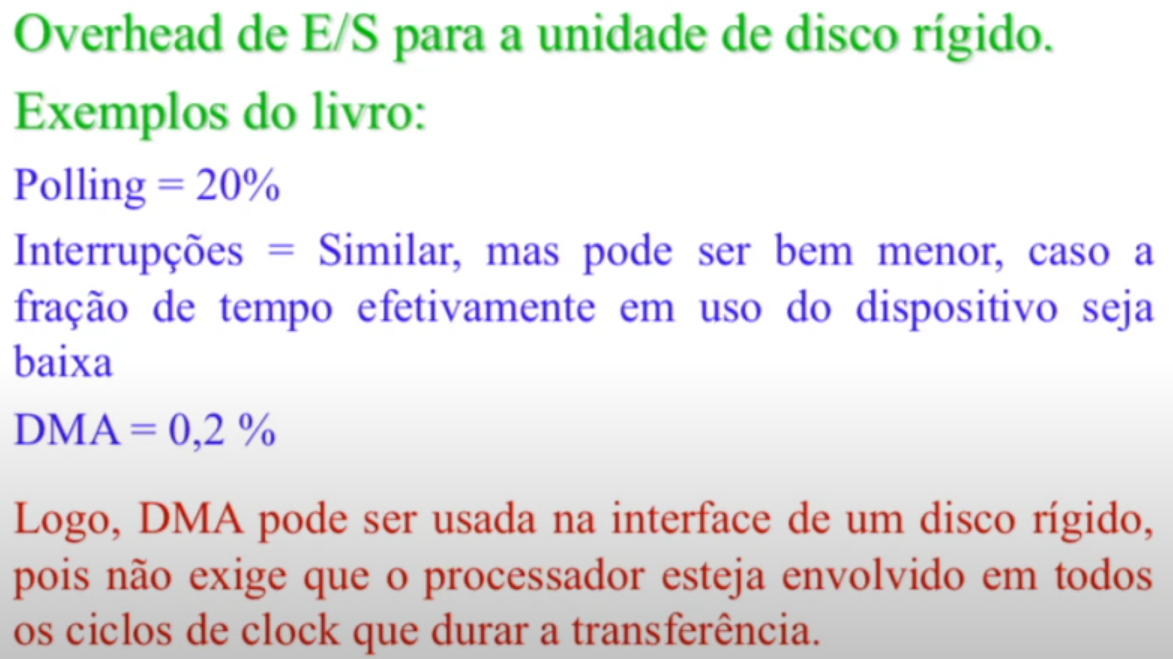 Overhead de E/S para a unidade de disco rígido.
Exemplos do livro:
Polling = 20%
Interrupções = Similar, mas pode ser bem menor, caso a
fração de tempo efetivamente em uso do dispositivo seja
baixa
DMA = 0,2 %
Logo, DMA pode ser usada na interface de um disco rígido,
pois não exige que o processador esteja envolvido em todos
os ciclos de clock que durar a transferência.